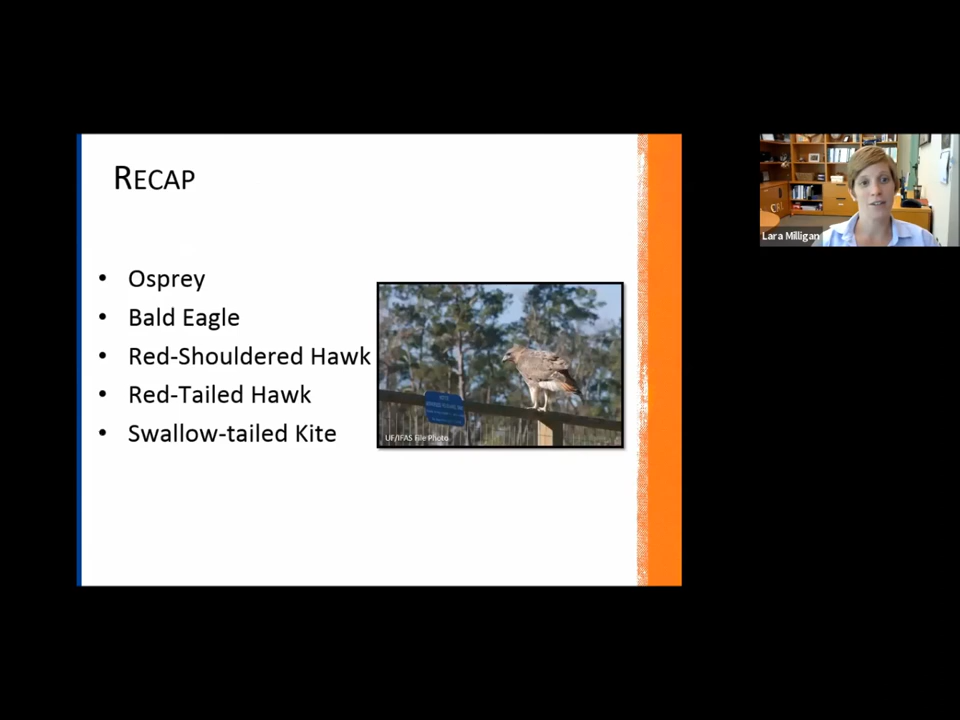 RECAP
• Osprey
• Bald Eagle
• Red-Shouldered Hawk
• Red-Tailed Hawk
• Swallow-tailed Kite
UF/IFAS File Photo
Lara Milligan